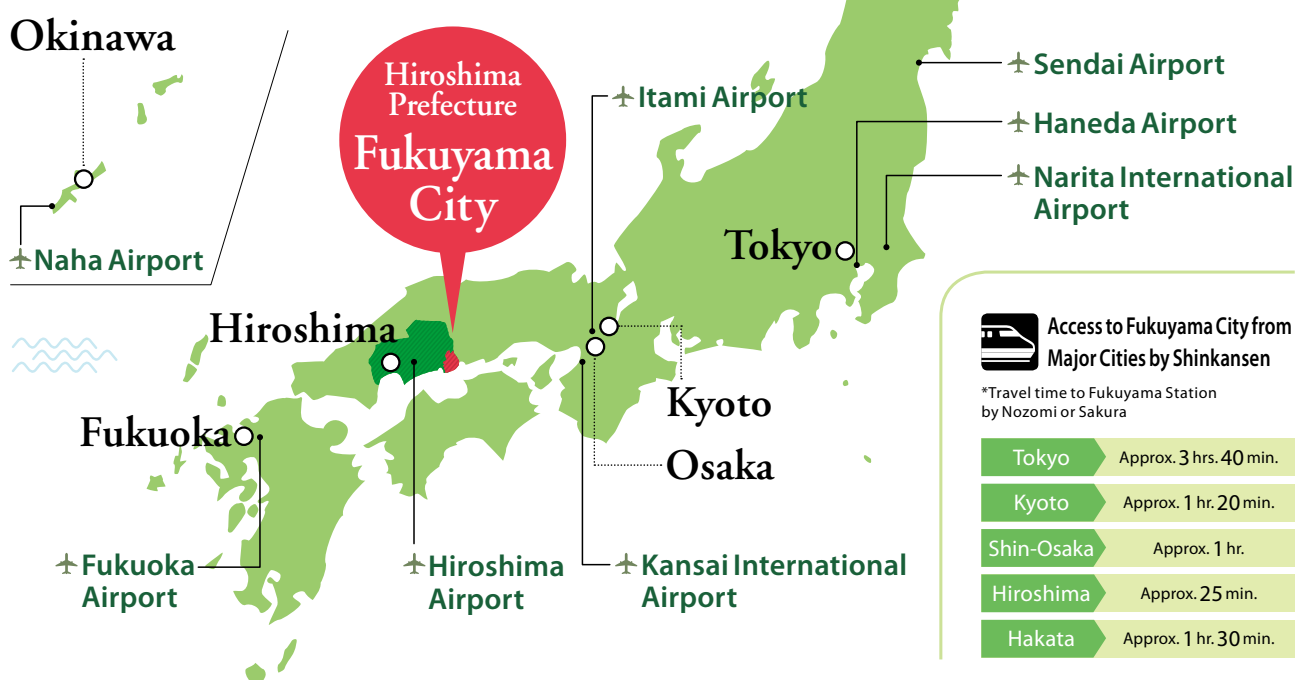 Okinawa
Naha Airport
Hiroshima
Prefecture
Fukuyama
City
Itami Airport
Sendai Airport
Haneda Airport
Narita International
Airport
Tokyo
Hiroshima
Kyoto
Fukuoka
Osaka
Fukuoka
Airport
Hiroshima
Airport
Kansai International
Airport
Access to Fukuyama City from
Major Cities by Shinkansen
*Travel time to Fukuyama Station
by Nozomi or Sakura
Tokyo Approx. 3 hrs. 40 min.
Kyoto Approx. 1 hr. 20 min.
Shin-Osaka Approx. 1 hr.
Hiroshima Approx. 25 min.
Hakata Approx. 1 hr. 30 min.